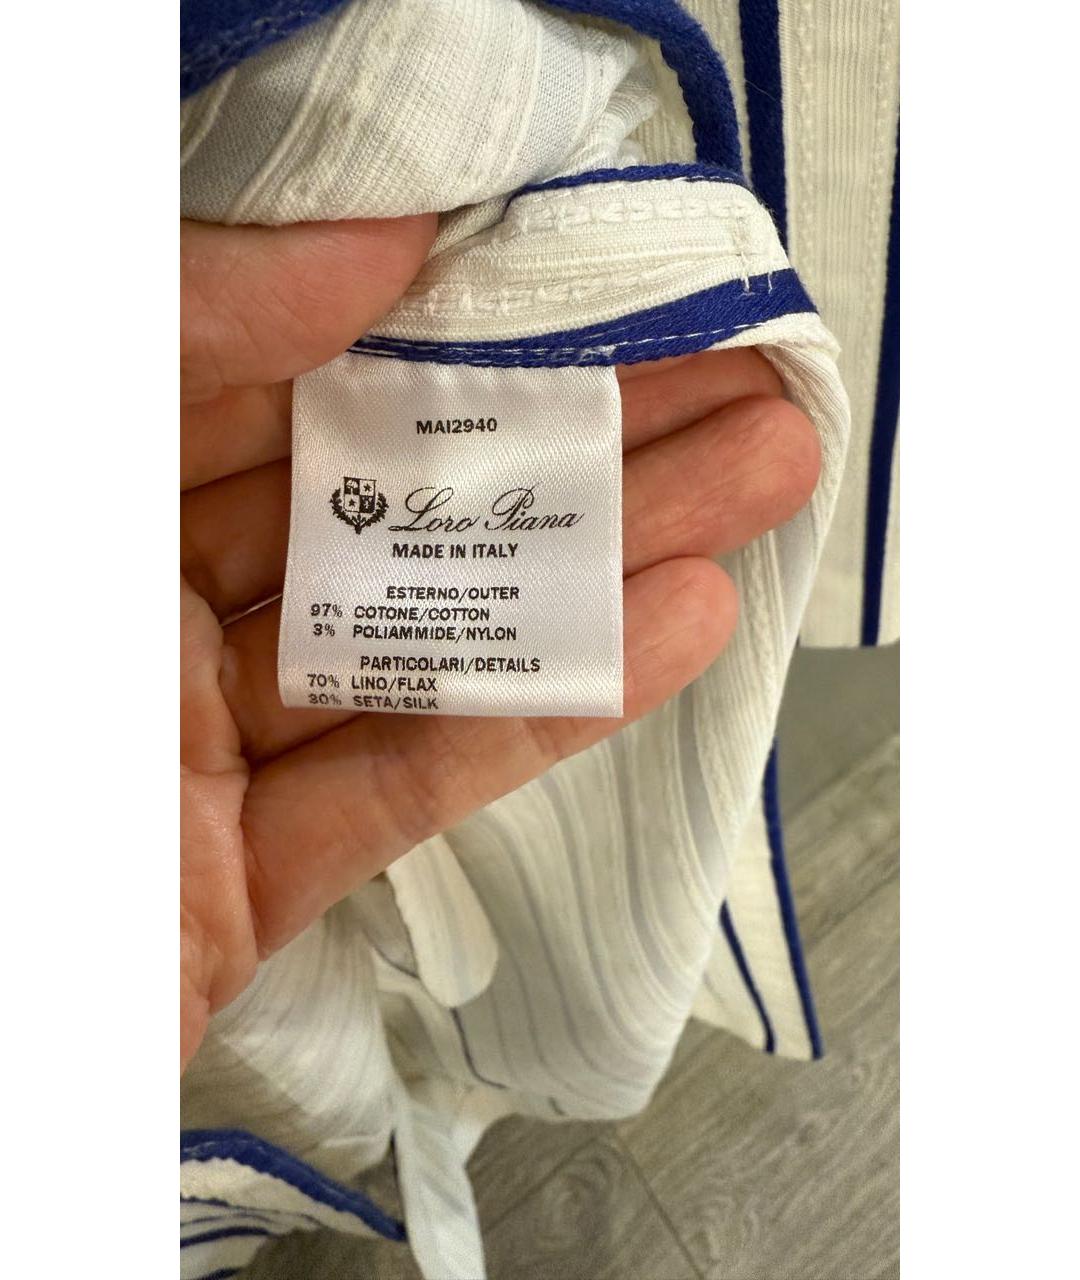 MAI2940
Loro Piana
MADE IN ITALY
ESTERNO/OUTER
97% COTONE/COTTON
3% POLIAMMIDE/NYLON
PARTICOLARI/DETAILS
70% LINO/FLAX
30% SETA/SILK